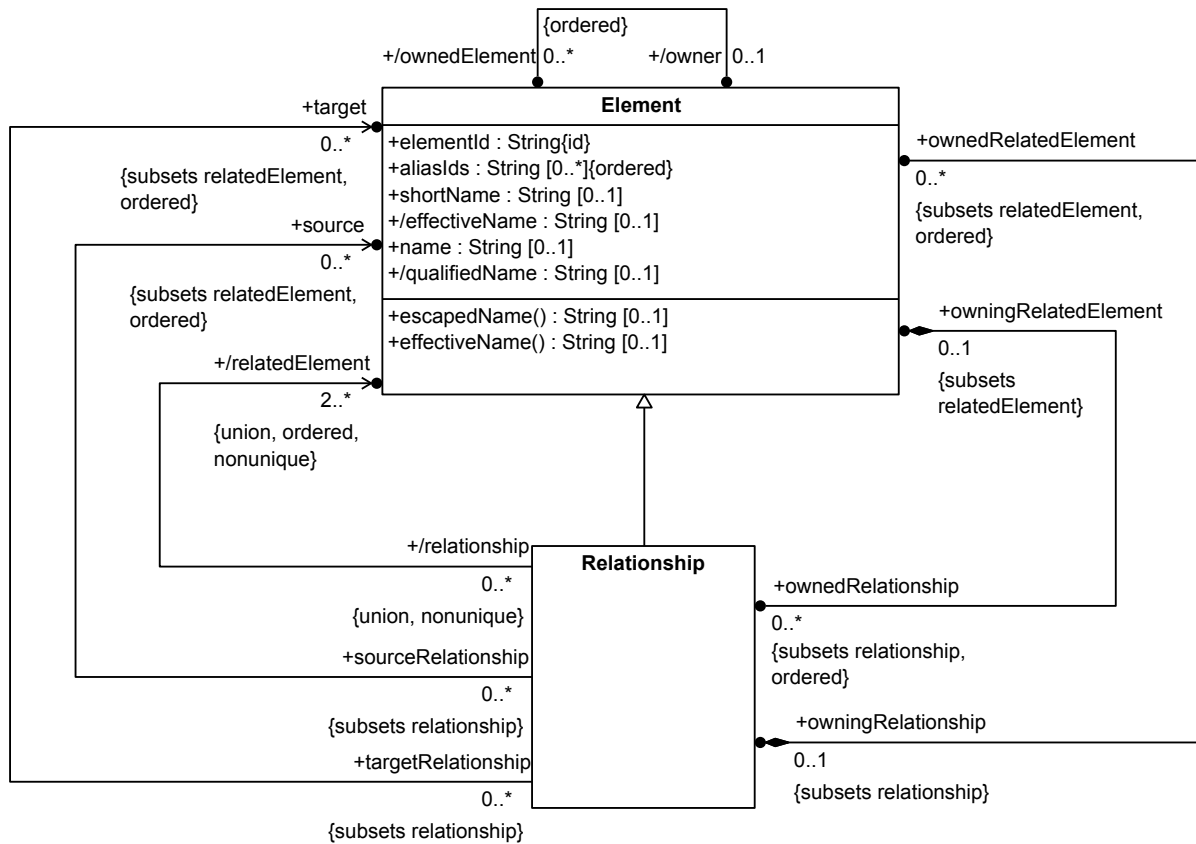 {ordered}
+/ownedElement 0..*
+/owner 0..1
Element
+target
0..*
{subsets relatedElement,
ordered}
+source
0..*
{subsets relatedElement,
ordered}
+/relatedElement
2..*
{union, ordered,
nonunique}
+elementId : String{id}
+aliasIds : String [0..*]{ordered}
+shortName : String [0..1]
+/effectiveName : String [0..1]
+name : String [0..1]
+/qualifiedName : String [0..1]
+escapedName() : String [0..1]
+effectiveName() : String [0..1]
+ownedRelatedElement
0..*
{subsets relatedElement,
ordered}
+owningRelatedElement
0..1
{subsets
relatedElement}
+/relationship
0..*
{union, nonunique}
+sourceRelationship
0..*
{subsets relationship}
+targetRelationship
0..*
{subsets relationship}
Relationship
+ownedRelationship
0..*
{subsets relationship,
ordered}
+owningRelationship
0..1
{subsets relationship}